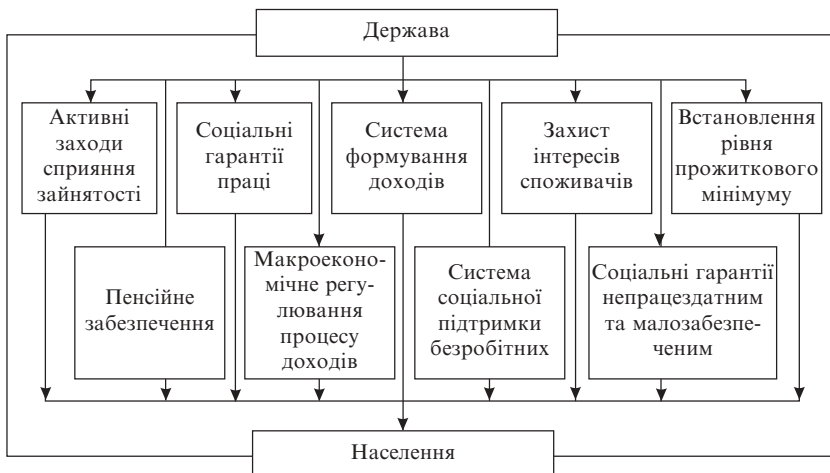 Держава
Активні
заходи
сприяння
зайнятості
Соціальні
гарантії
праці
Система
формування
доходів
Захист
інтересів
споживачів
Встановлення
рівня
прожиткового
мінімуму
Пенсійне
забезпечення
Макроеконо-
мічне регу-
лювання
процесу
доходів
Система
соціальної
підтримки
безробітних
Соціальні гарантії
непрацездатним
та малозабезпе-
ченим
Населення